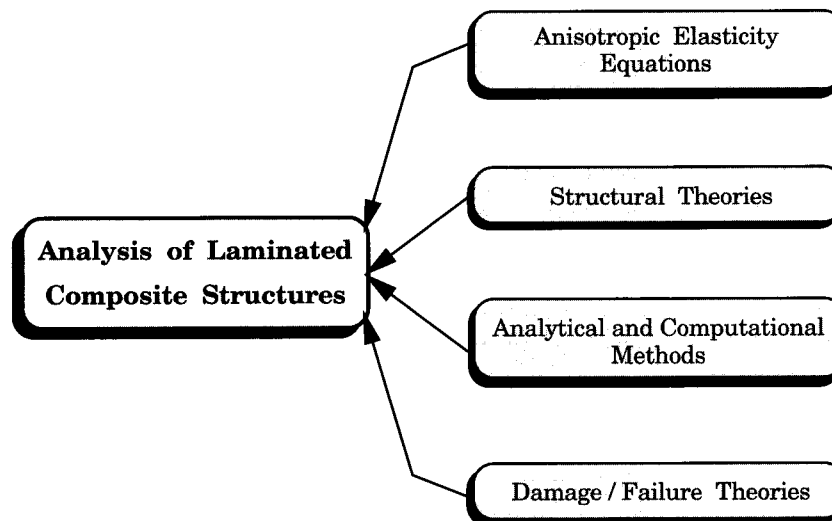 Anisotropic Elasticity
Equations
Structural Theories
Analysis of Laminated
Composite Structures
Analytical and Computational
Methods
Damage / Failure Theories